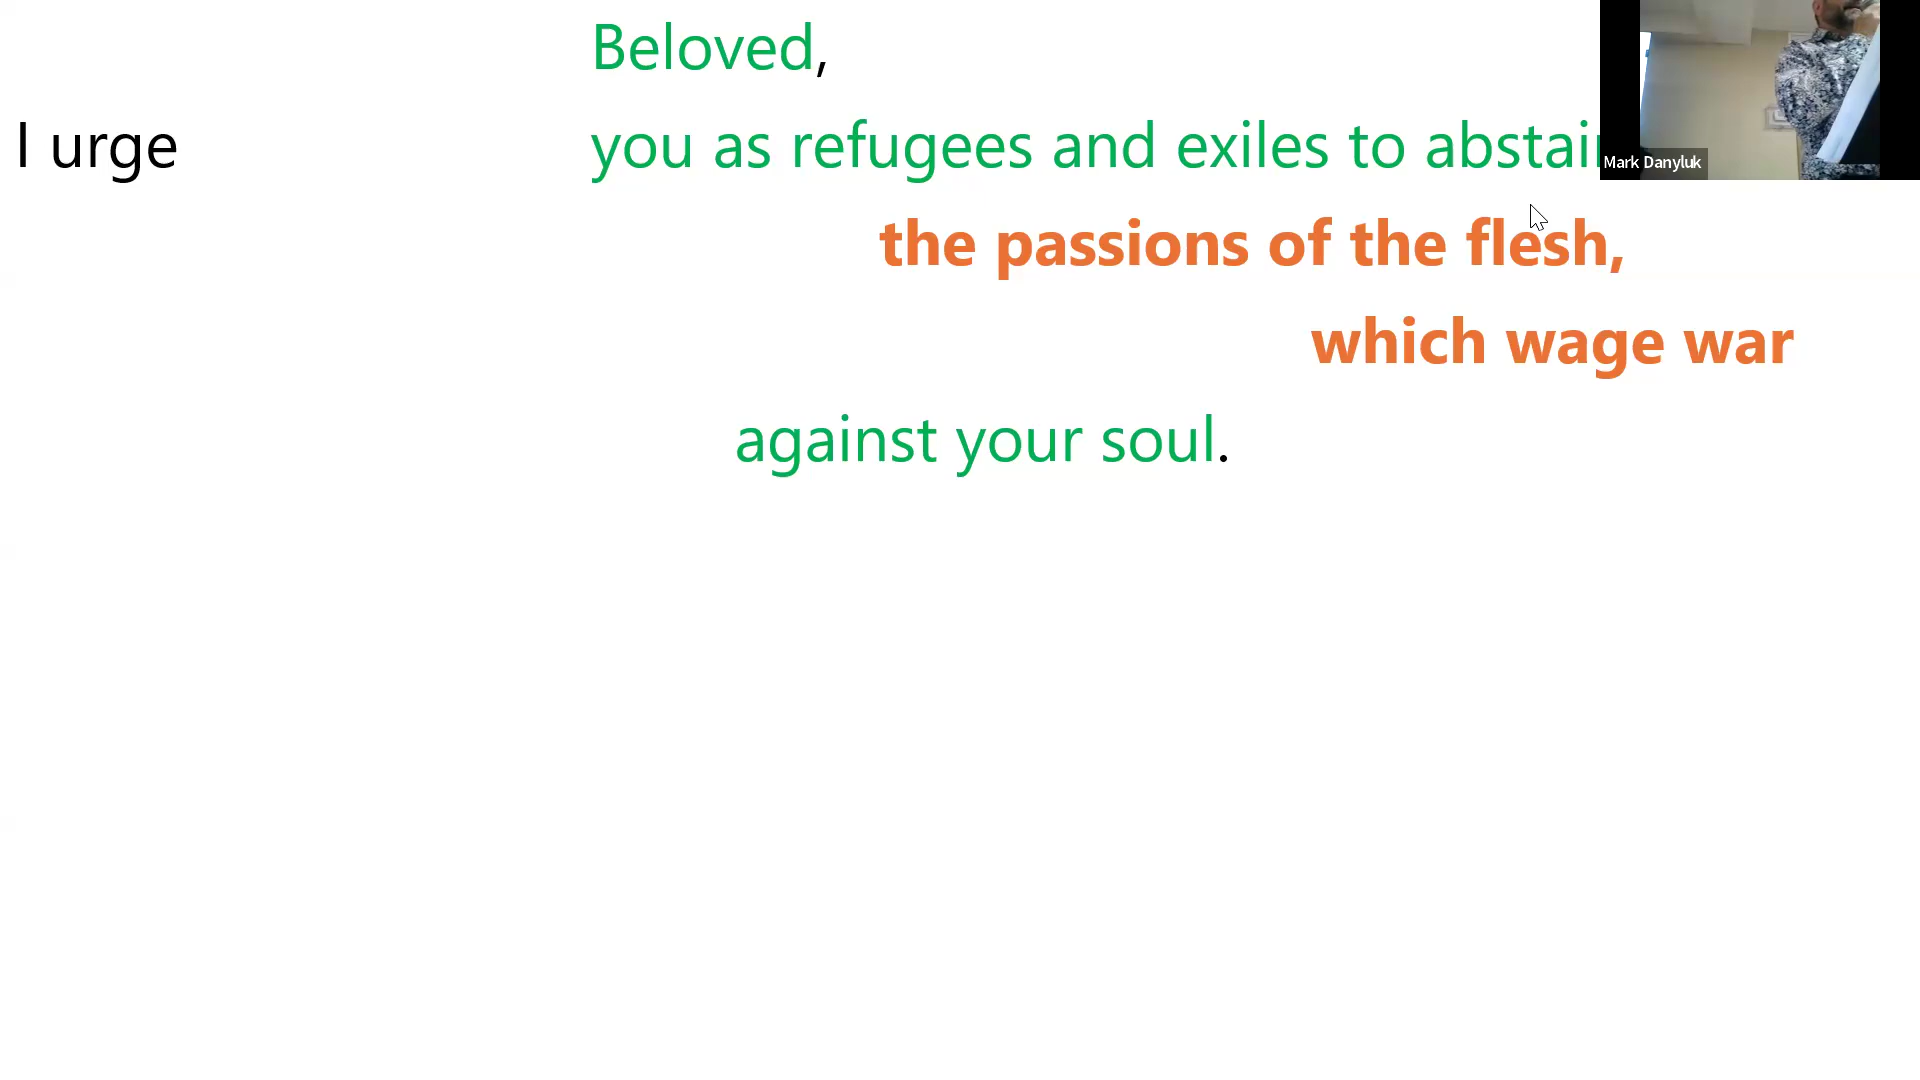 Beloved,
I urge you as refugees and exiles to
the passions of the flesh,
which wage war
against your soul.
Mark Danyluk